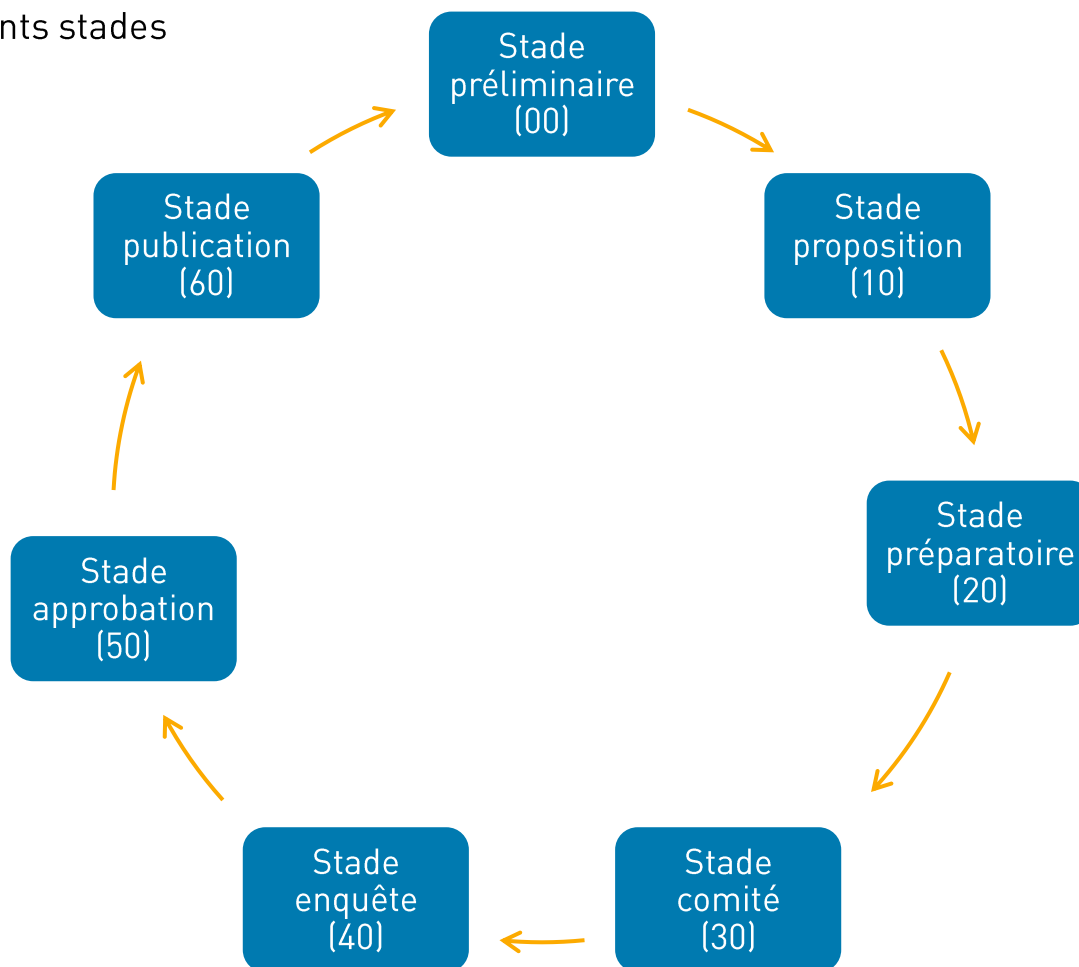 nts stades
Stade
préliminaire
(00)
Stade
proposition
(10)
Stade
préparatoire
(20)
Stade
comité
(30)
Stade
enquête
(40)
Stade
approbation
(50)
Stade
publication
(60)